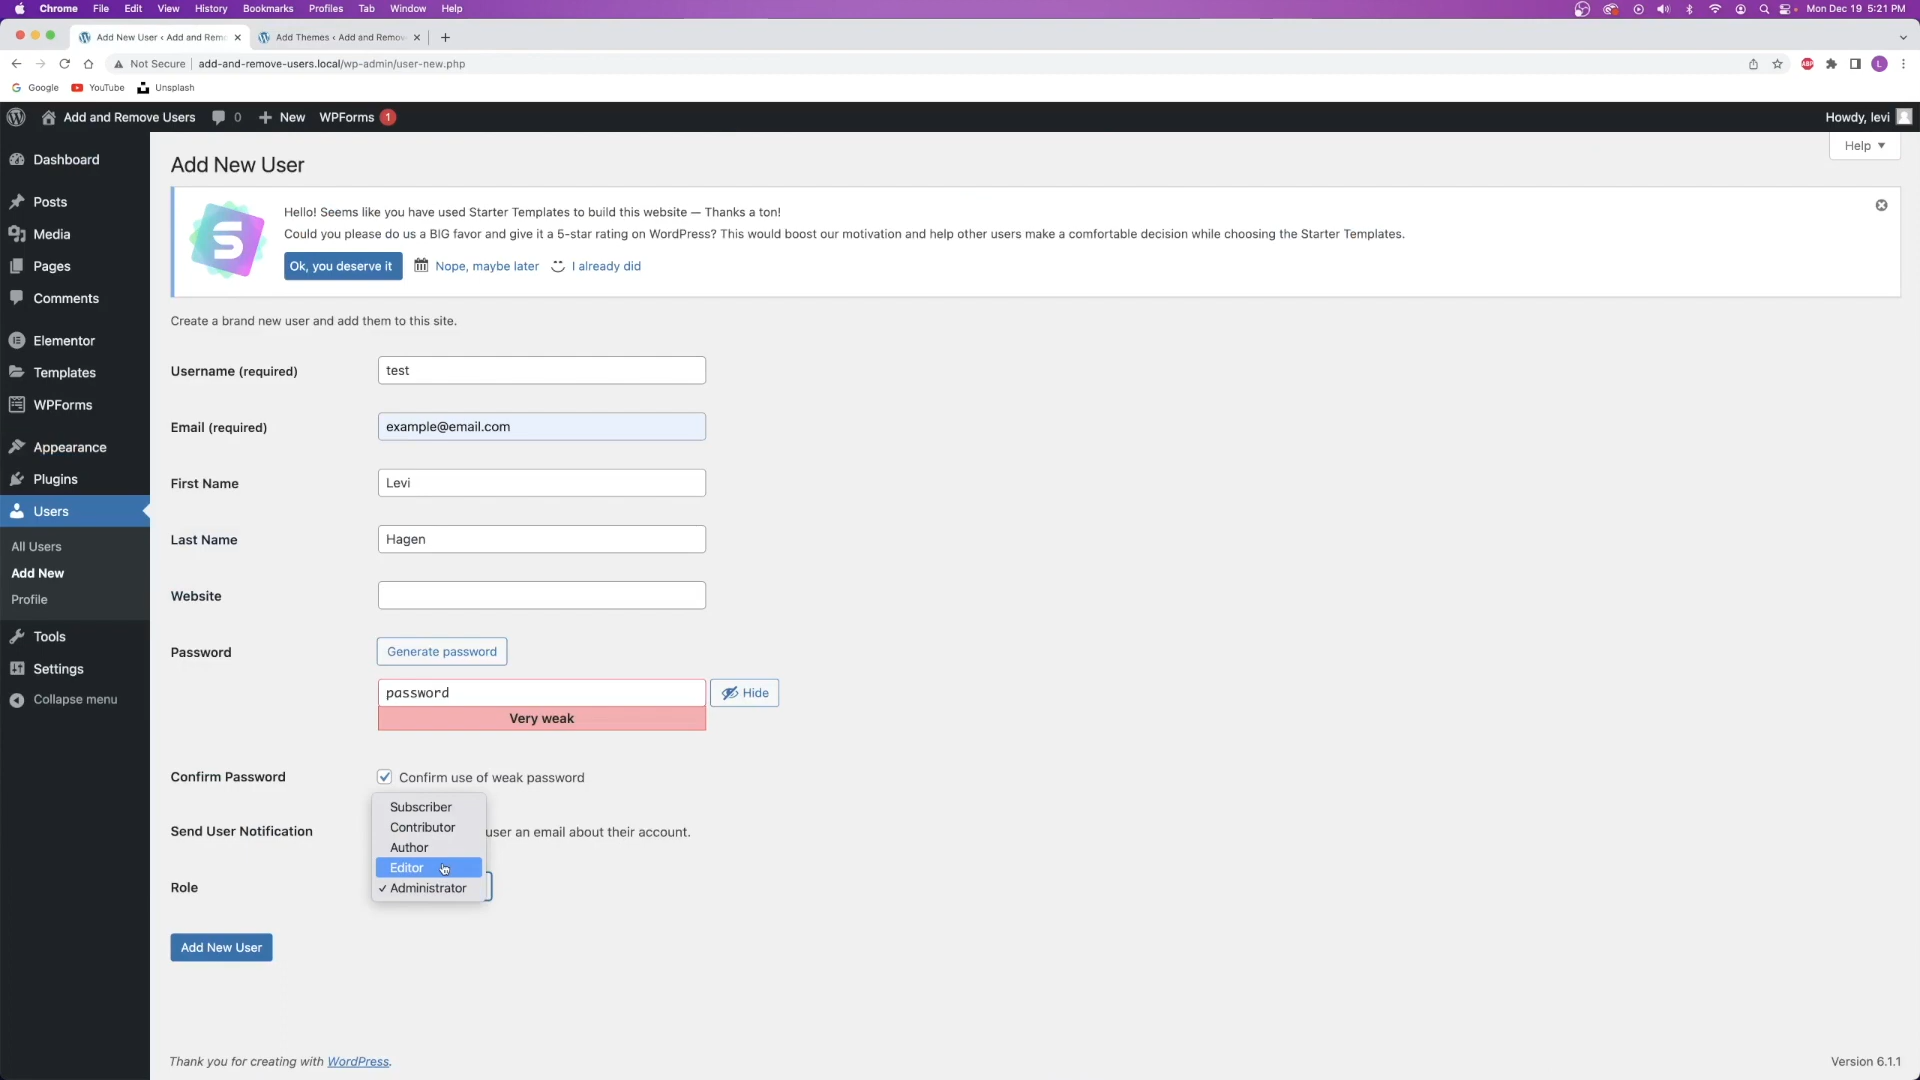 Chrome File Edit View History Bookmarks Profiles Tab Window Help Mon Dec 19 5:21 PM
Add New User ‹ Add and Rem Add Themes ‹ Add and Remov
Not Secure add-and-remove-users.local/wp-admin/user-new.php ABP L
Google YouTube Unsplash
Add and Remove Users 0 New WPForms 1 Howdy, levi
Help
Dashboard
Posts
Media
Pages
Comments
Elementor
Templates
WPForms
Appearance
Plugins
Users
All Users
Add New
Profile
Tools
Settings
Collapse menu
Add New User
Hello! Seems like you have used Starter Templates to build this website — Thanks a ton!
Could you please do us a BIG favor and give it a 5-star rating on WordPress? This would boost our motivation and help other users make a comfortable decision while choosing the Starter Templates.
Ok, you deserve it Nope, maybe later I already did
Create a brand new user and add them to this site.
Username (required) test
Email (required) example@email.com
First Name Levi
Last Name Hagen
Website
Password Generate password
password Hide
Very weak
Confirm Password Confirm use of weak password
Subscriber
Contributor
Send User Notification user an email about their account.
Author
Editor
Role Administrator
Add New User
Thank you for creating with WordPress. Version 6.1.1